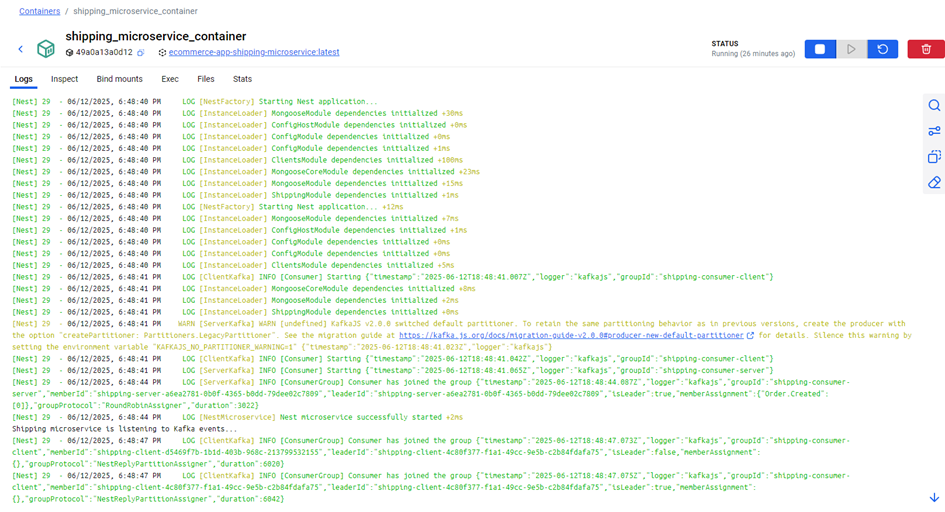 Containers / shipping_microservice_container
shipping_microservice_container
49a0a13a0d12 ecommerce-app-shipping-microservice:latest
STATUS
Running (26 minutes ago)
Logs Inspect Bind mounts Exec Files Stats
[Nest] 29 - 06/12/2025, 6:48:40 PM LOG [NestFactory] Starting Nest application...
[Nest] 29 - 06/12/2025, 6:48:40 PM LOG [InstanceLoader] MongooseModule dependencies initialized +30ms
[Nest] 29 - 06/12/2025, 6:48:40 PM LOG [InstanceLoader] ConfigHostModule dependencies initialized +0ms
[Nest] 29 - 06/12/2025, 6:48:40 PM LOG [InstanceLoader] ConfigModule dependencies initialized +0ms
[Nest] 29 - 06/12/2025, 6:48:40 PM LOG [InstanceLoader] ConfigModule dependencies initialized +1ms
[Nest] 29 - 06/12/2025, 6:48:40 PM LOG [InstanceLoader] ClientsModule dependencies initialized +106ms
[Nest] 29 - 06/12/2025, 6:48:40 PM LOG [InstanceLoader] MongooseCoreModule dependencies initialized +23ms
[Nest] 29 - 06/12/2025, 6:48:40 PM LOG [InstanceLoader] MongooseModule dependencies initialized +15ms
[Nest] 29 - 06/12/2025, 6:48:40 PM LOG [InstanceLoader] ShippingModule dependencies initialized +1ms
[Nest] 29 - 06/12/2025, 6:48:40 PM LOG [NestFactory] Starting Nest application... +12ms
[Nest] 29 - 06/12/2025, 6:48:40 PM LOG [InstanceLoader] MongooseModule dependencies initialized +7ms
[Nest] 29 - 06/12/2025, 6:48:40 PM LOG [InstanceLoader] ConfigHostModule dependencies initialized +1ms
[Nest] 29 - 06/12/2025, 6:48:40 PM LOG [InstanceLoader] ConfigModule dependencies initialized +0ms
[Nest] 29 - 06/12/2025, 6:48:40 PM LOG [InstanceLoader] ConfigModule dependencies initialized +0ms
[Nest] 29 - 06/12/2025, 6:48:40 PM LOG [InstanceLoader] ClientsModule dependencies initialized +5ms
[Nest] 29 - 06/12/2025, 6:48:41 PM LOG [ClientKafka] INFO [Consumer] Starting {"timestamp":"2025-06-12T18:48:41.007Z","logger":"kafkajs","groupId":"shipping-consumer-client"}
[Nest] 29 - 06/12/2025, 6:48:41 PM LOG [InstanceLoader] MongooseCoreModule dependencies initialized +8ms
[Nest] 29 - 06/12/2025, 6:48:41 PM LOG [InstanceLoader] MongooseModule dependencies initialized +2ms
[Nest] 29 - 06/12/2025, 6:48:41 PM LOG [InstanceLoader] ShippingModule dependencies initialized +0ms
[Nest] 29 - 06/12/2025, 6:48:41 PM WARN [ServerKafka] WARN [undefined] KafkaJS v2.0.0 switched default partitioner. To retain the same partitioning behavior as in previous versions, create the producer with
the option "createPartitioner: Partitioners.LegacyPartitioner". See the migration guide at https://kafka.js.org/docs/migration-guide-v2.0.0#producer-new-default-partitioner for details. Silence this warning by
setting the environment variable "KAFKAJS_NO_PARTITIONER_WARNING=1" {"timestamp":"2025-06-12T18:48:41.023Z","logger":"kafkajs"}
[Nest] 29 - 06/12/2025, 6:48:41 PM LOG [ClientKafka] INFO [Consumer] Starting {"timestamp":"2025-06-12T18:48:41.042Z","logger":"kafkajs","groupId":"shipping-consumer-client"}
[Nest] 29 - 06/12/2025, 6:48:41 PM LOG [ServerKafka] INFO [Consumer] Starting {"timestamp":"2025-06-12T18:48:41.065Z","logger":"kafkajs","groupId":"shipping-consumer-server"}
[Nest] 29 - 06/12/2025, 6:48:44 PM LOG [ServerKafka] INFO [ConsumerGroup] Consumer has joined the group {"timestamp":"2025-06-12T18:48:44.087Z","logger":"kafkajs","groupId":"shipping-consumer-
server","memberId":"shipping-server-a6ea2781-0b0f-4365-b0dd-79dee02c7809","leaderId":"shipping-server-a6ea2781-0b0f-4365-b0dd-79dee02c7809","isLeader":true,"memberAssignment":{"Order.Created":
[0]},"groupProtocol":"RoundRobinAssigner","duration":3022}
[Nest] 29 - 06/12/2025, 6:48:44 PM LOG [NestMicroservice] Nest microservice successfully started +2ms
Shipping microservice is listening to Kafka events...
[Nest] 29 - 06/12/2025, 6:48:47 PM LOG [ClientKafka] INFO [ConsumerGroup] Consumer has joined the group {"timestamp":"2025-06-12T18:48:47.073Z","logger":"kafkajs","groupId":"shipping-consumer-
client","memberId":"shipping-client-d5469f7b-1b1d-403b-968c-213799532155","leaderId":"shipping-client-4c80f377-f1a1-49cc-9e5b-c2b84fdafa75","isLeader":false,"memberAssignment":
{},"groupProtocol":"NestReplyPartitionAssigner","duration":6020}
[Nest] 29 - 06/12/2025, 6:48:47 PM LOG [ClientKafka] INFO [ConsumerGroup] Consumer has joined the group {"timestamp":"2025-06-12T18:48:47.075Z","logger":"kafkajs","groupId":"shipping-consumer-
client","memberId":"shipping-client-4c80f377-f1a1-49cc-9e5b-c2b84fdafa75","leaderId":"shipping-client-4c80f377-f1a1-49cc-9e5b-c2b84fdafa75","isLeader":true,"memberAssignment":
{},"groupProtocol":"NestReplyPartitionAssigner","duration":6042}